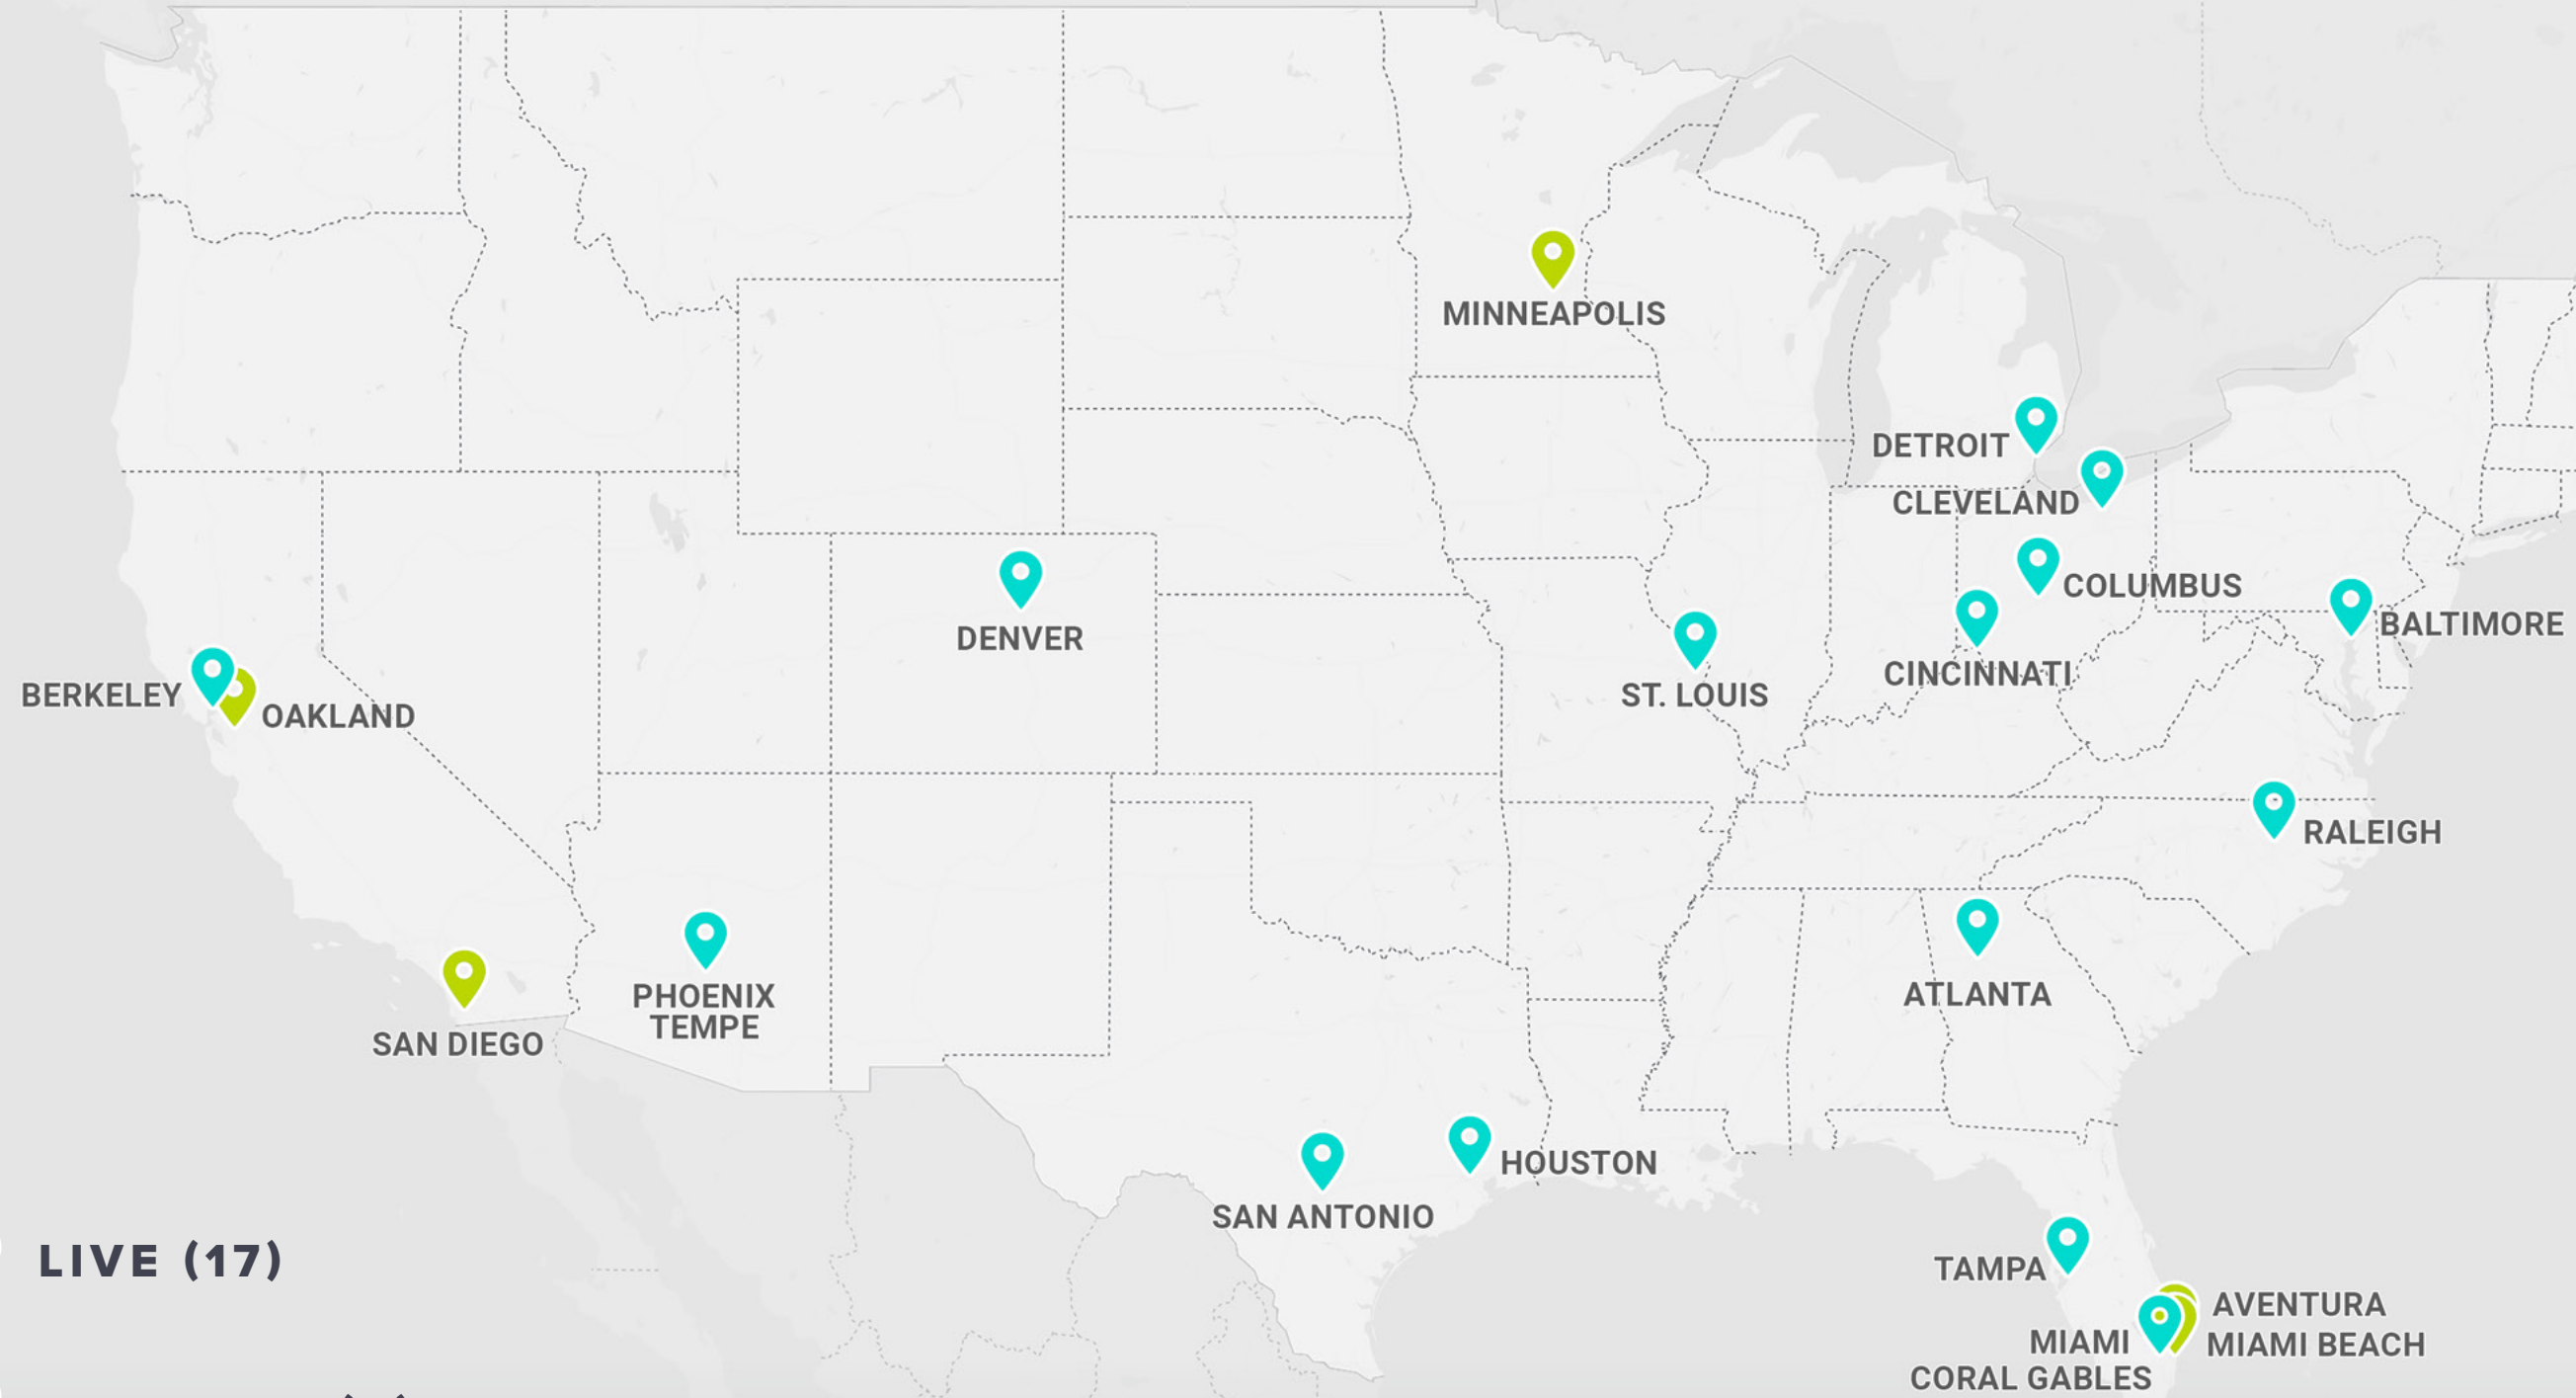 MINNEAPOLIS
DETROIT
CLEVELAND
COLUMBUS
BALTIMORE
DENVER
CINCINNATI
ST. LOUIS
BERKELEY
OAKLAND
RALEIGH
PHOENIX
TEMPE
ATLANTA
SAN DIEGO
HOUSTON
SAN ANTONIO
LIVE (17)
TAMPA
AVENTURA
MIAMI
MIAMI BEACH
CORAL GABLES